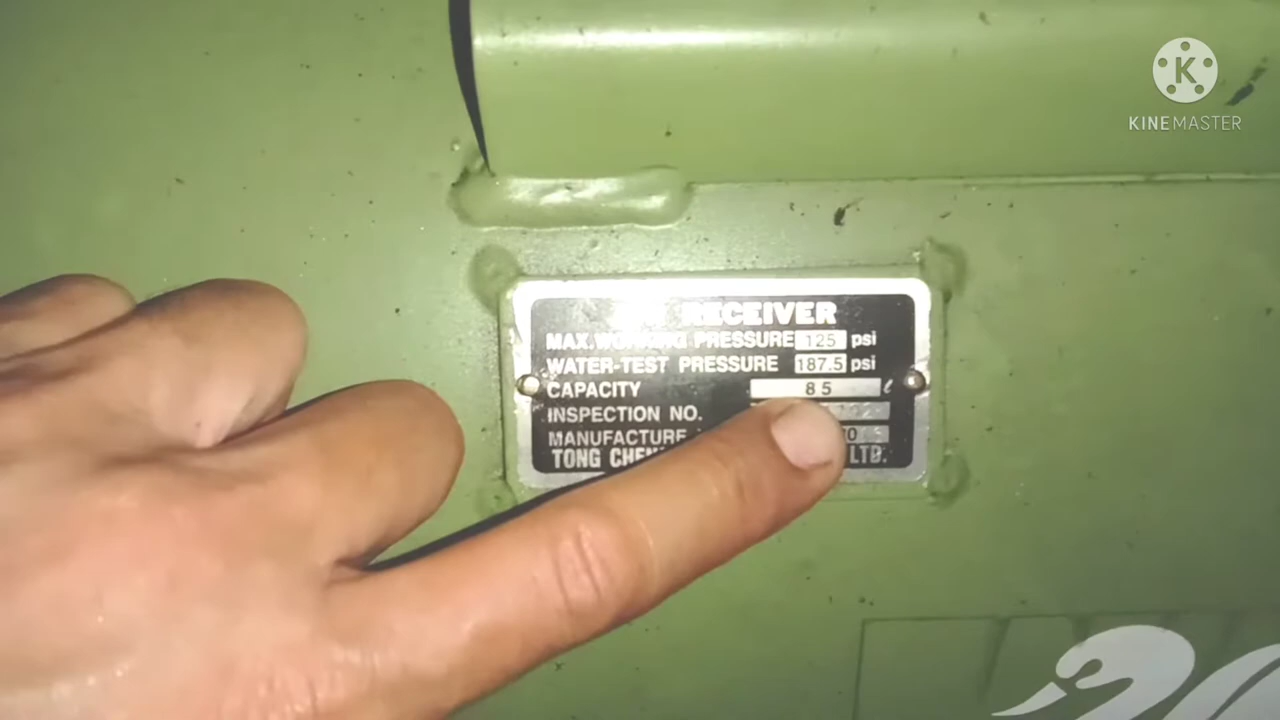 K
KINEMASTER
RECEIVER
MAX. WORKING PRESSURE 125 psi
WATER-TEST PRESSURE 187.5 psi
CAPACITY 85 ℓ
INSPECTION NO.
MANUFACTURE
TONG LTD.